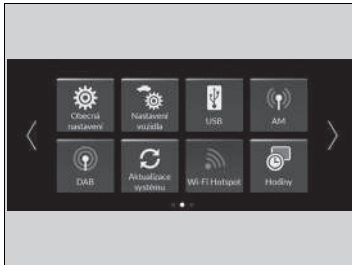 Obecná
nastavení
Nastavení
vozidla
USB
AM
DAB
Aktualizace
systému
Wi-Fi Hotspot
Hodiny